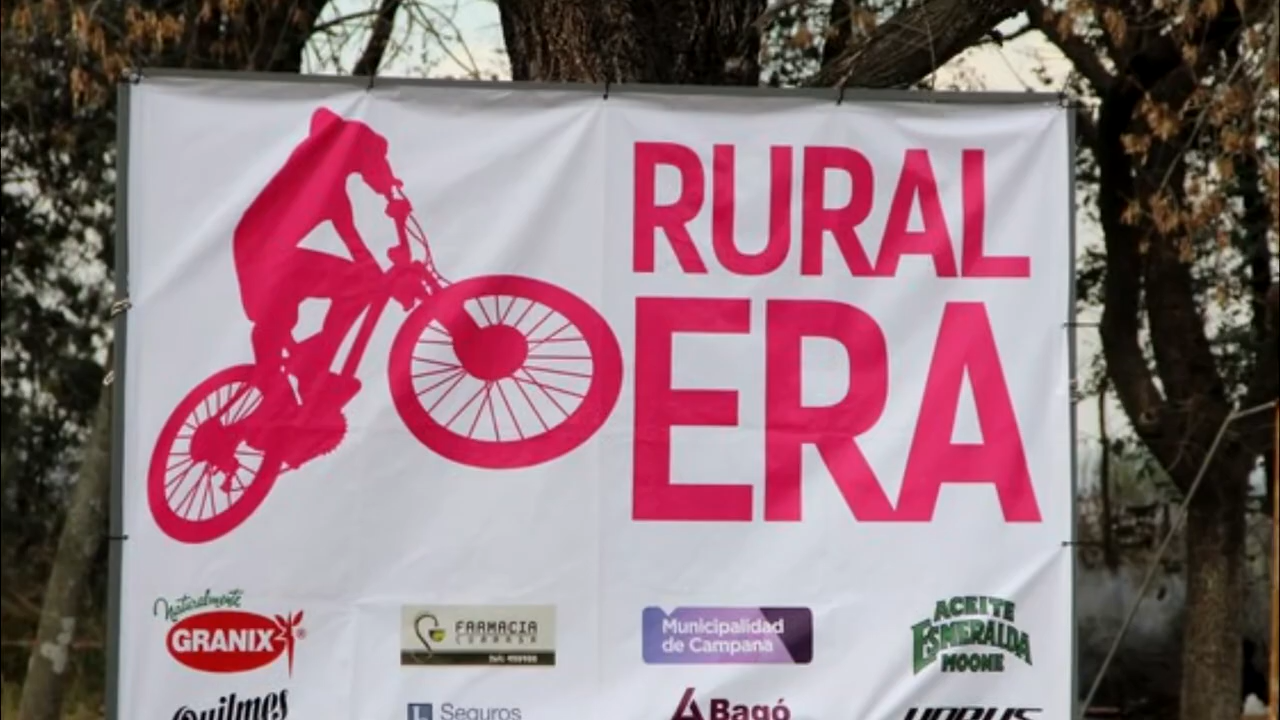 RURAL
ERA
Naturalmente
GRANIX
FARMACIA
Municipalidad
de Campana
ACEITE
ESMERALDA
MOONE
Quilmes
Seguros
Bagó